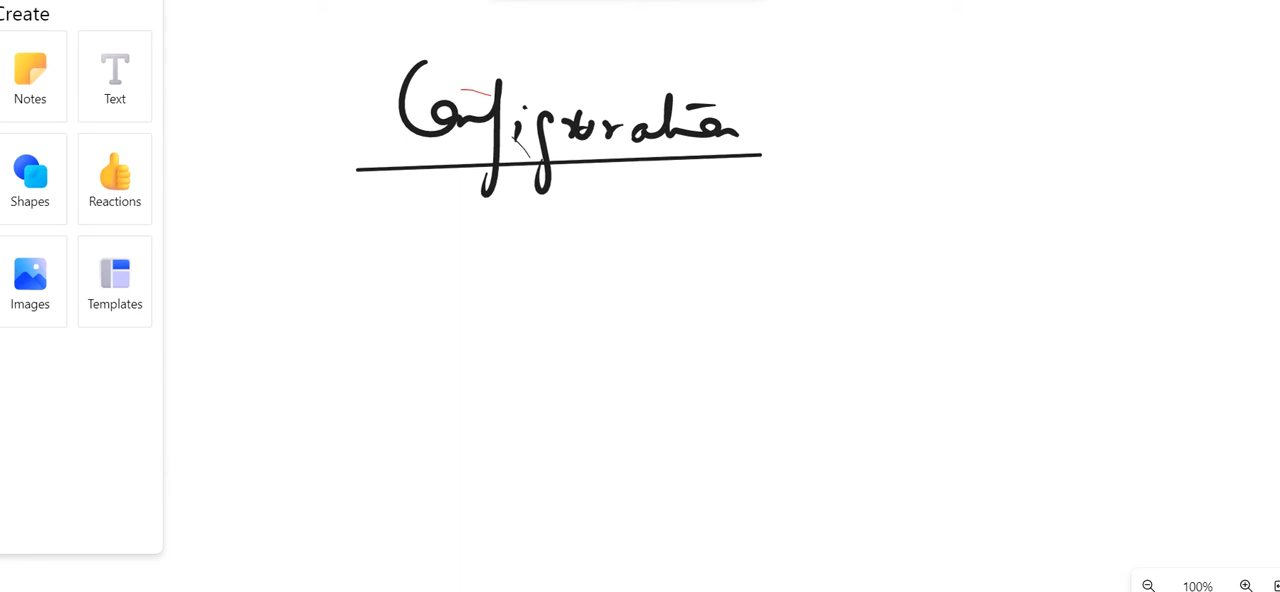 Create
Notes Text
Configuration
Shapes Reactions
Images Templates
100%